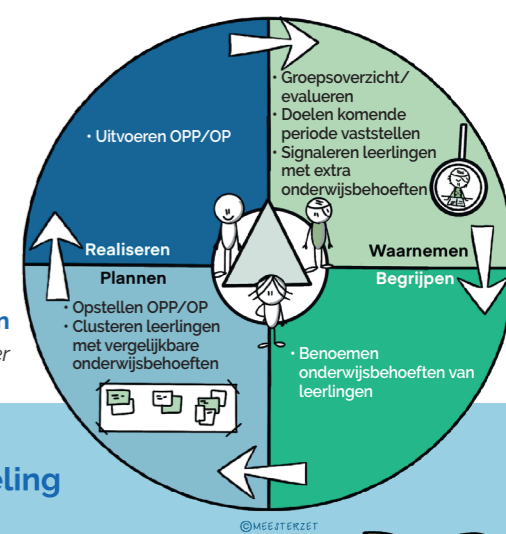 · Groepsoverzicht/
evalueren
· Doelen komende
periode vaststellen
· Signaleren leerlingen
met extra
onderwijsbehoeften
Waarnemen
Begrijpen
· Benoemen
onderwijsbehoeften van
leerlingen
Plannen
· Opstellen OPP/OP
· Clusteren leerlingen
met vergelijkbare
onderwijsbehoeften
Realiseren
· Uitvoeren OPP/OP
n
er
eling
©MEESTERZET